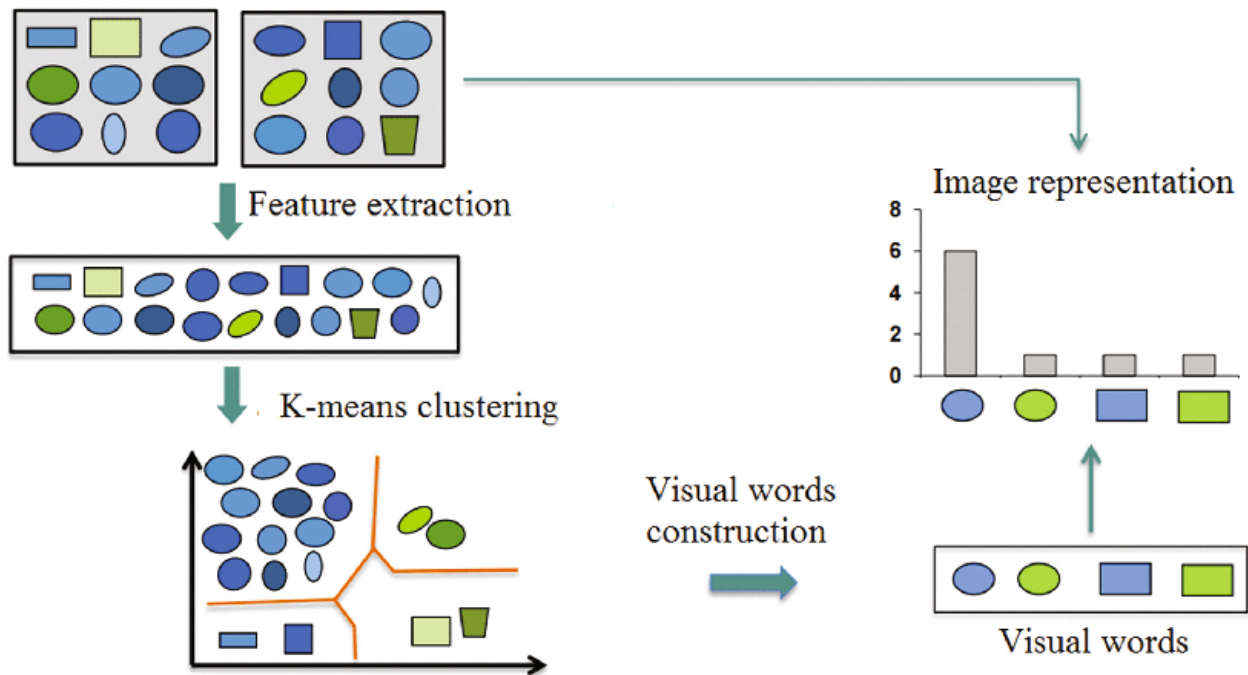 Feature extraction
K-means clustering
Visual words
construction
Image representation
8
6
4
2
0
Visual words